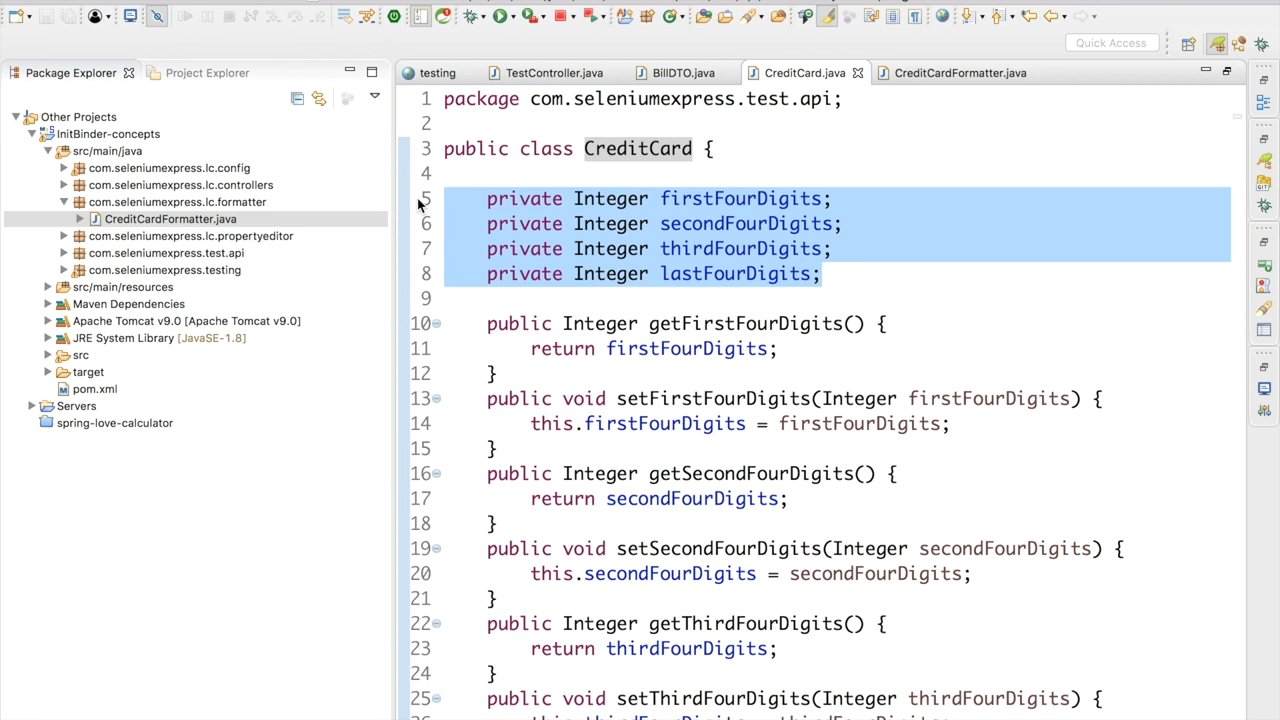 Quick Access
Package Explorer
Project Explorer
Other Projects
InitBinder-concepts
src/main/java
com.seleniumexpress.lc.config
com.seleniumexpress.lc.controllers
com.seleniumexpress.lc.formatter
CreditCardFormatter.java
com.seleniumexpress.lc.propertyeditor
com.seleniumexpress.test.api
com.seleniumexpress.testing
src/main/resources
Maven Dependencies
Apache Tomcat v9.0 [Apache Tomcat v9.0]
JRE System Library [JavaSE-1.8]
src
target
pom.xml
Servers
spring-love-calculator
testing
TestController.java
BillDTO.java
CreditCard.java
CreditCardFormatter.java
1 package com.seleniumexpress.test.api;
2
3 public class CreditCard {
4
5 private Integer firstFourDigits;
6 private Integer secondFourDigits;
7 private Integer thirdFourDigits;
8 private Integer lastFourDigits;
9
10 public Integer getFirstFourDigits() {
11 return firstFourDigits;
12 }
13 public void setFirstFourDigits(Integer firstFourDigits) {
14 this.firstFourDigits = firstFourDigits;
15 }
16 public Integer getSecondFourDigits() {
17 return secondFourDigits;
18 }
19 public void setSecondFourDigits(Integer secondFourDigits) {
20 this.secondFourDigits = secondFourDigits;
21 }
22 public Integer getThirdFourDigits() {
23 return thirdFourDigits;
24 }
25 public void setThirdFourDigits(Integer thirdFourDigits) {